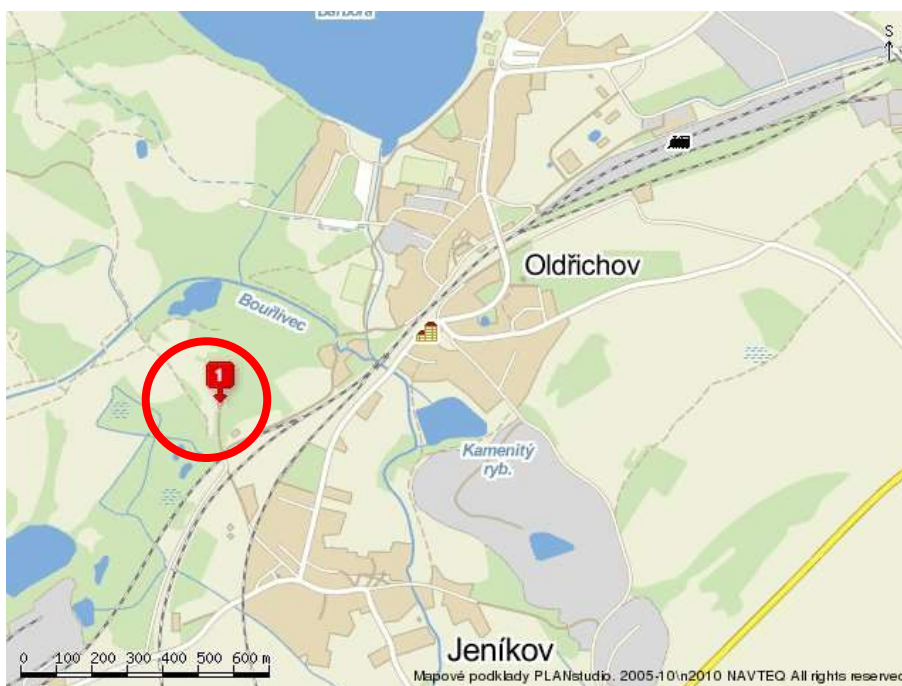 Barbora
S
Oldřichov
Bouřlivec
1
Kamenitý
ryb.
Jeníkov
0 100 200 300 400 500 600 m
Mapové podklady PLANstudio. 2005-10\n2010 NAVTEQ All rights reserved